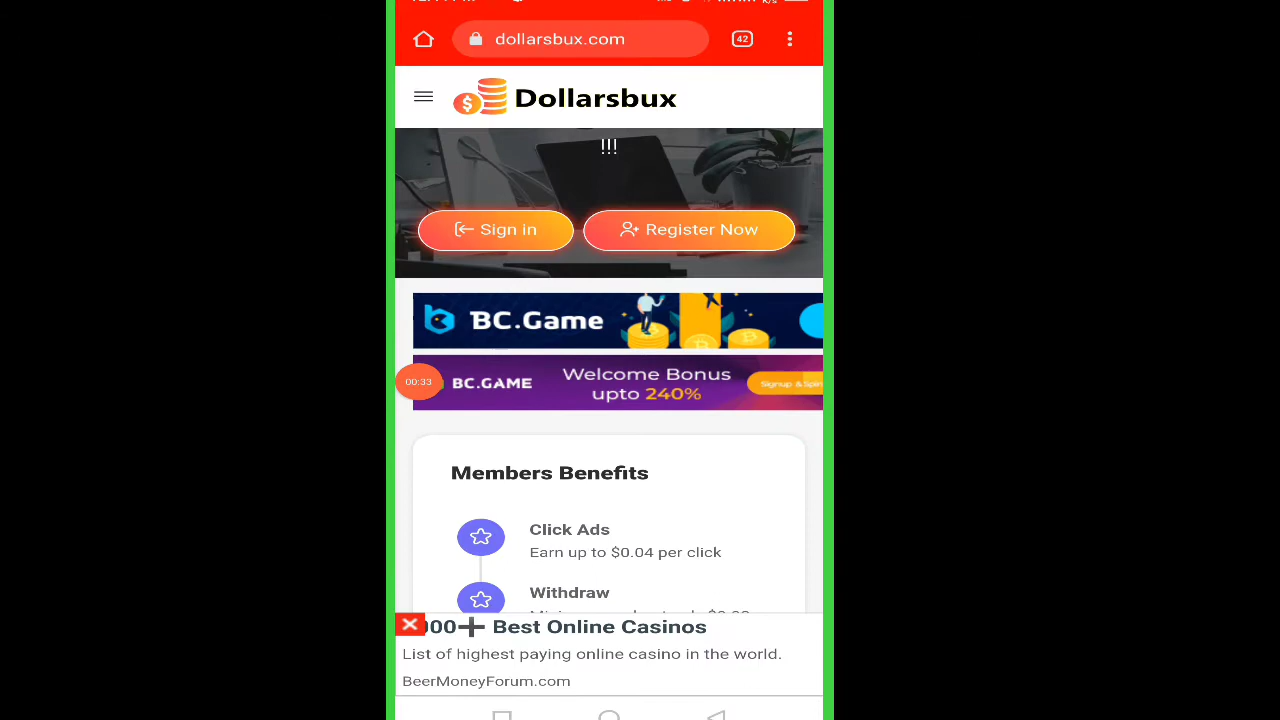 dollarsbux.com
42
$ Dollarsbux
!!!
Sign in
Register Now
BC.Game
00:33
BC.GAME
Welcome Bonus
upto 240%
Signup & Spin
Members Benefits
Click Ads
Earn up to $0.04 per click
Withdraw
Best Online Casinos
List of highest paying online casino in the world.
BeerMoneyForum.com